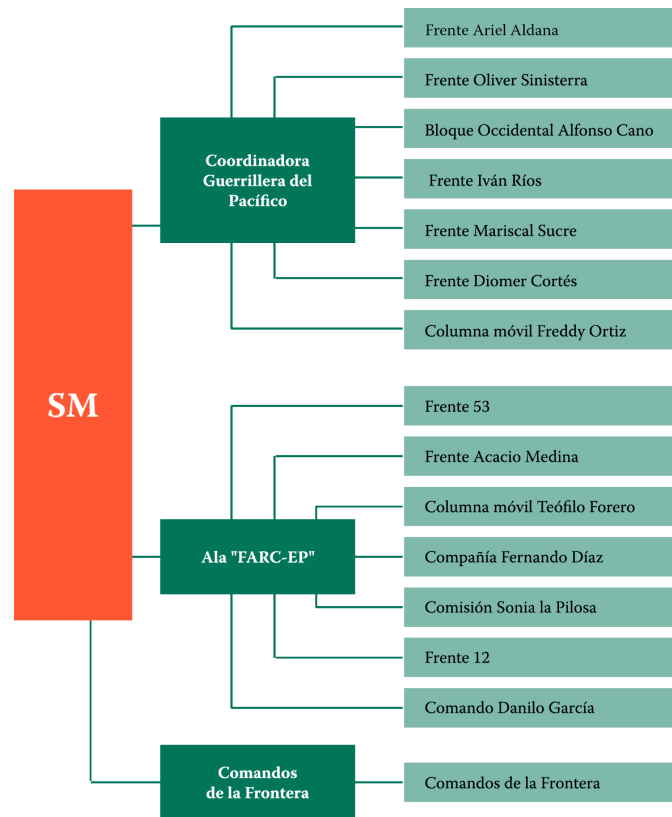 SM
Coordinadora
Guerrillera del
Pacífico
Frente Ariel Aldana
Frente Oliver Sinisterra
Bloque Occidental Alfonso Cano
Frente Iván Ríos
Frente Mariscal Sucre
Frente Diomer Cortés
Columna móvil Freddy Ortiz
Ala "FARC-EP"
Frente 53
Frente Acacio Medina
Columna móvil Teófilo Forero
Compañía Fernando Díaz
Comisión Sonia la Pilosa
Frente 12
Comando Danilo García
Comandos
de la Frontera
Comandos de la Frontera